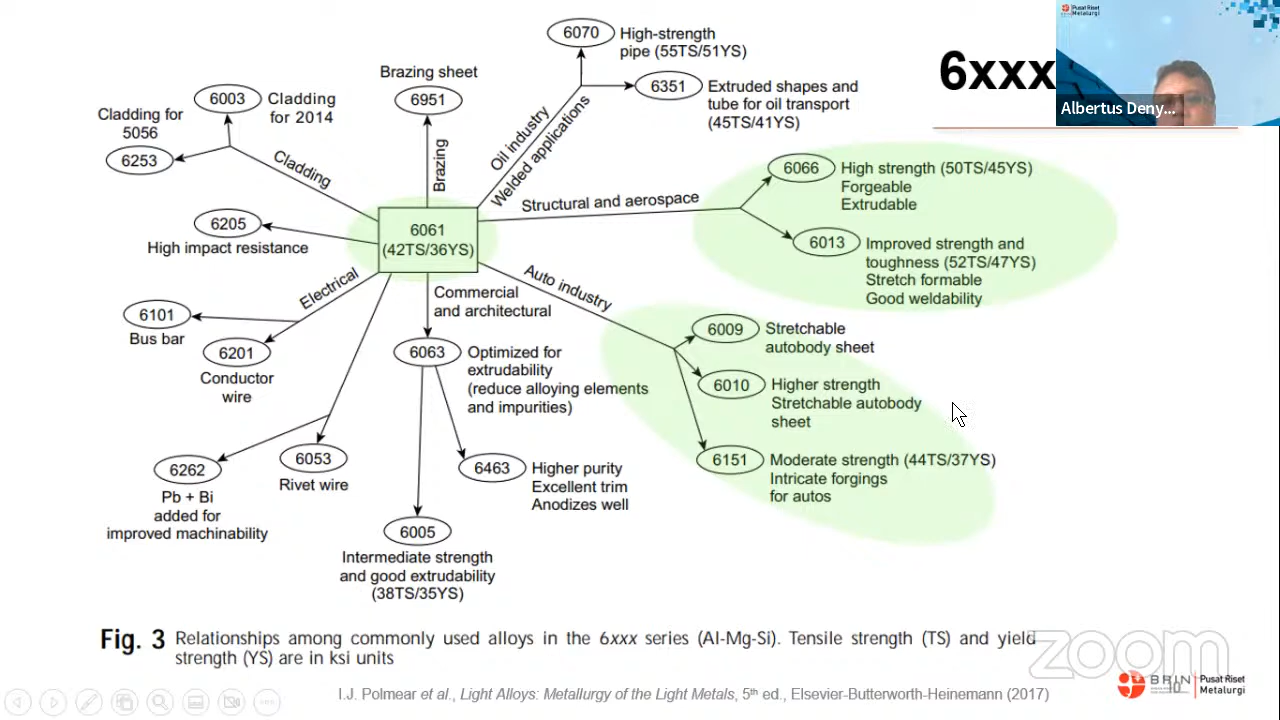 6xxx
Pusat Riset
Metalurgi
Albertus Deny...
6070
High-strength
pipe (55TS/51YS)
6351
Extruded shapes and
tube for oil transport
(45TS/41YS)
Oil industry
Welded applications
Brazing sheet
6951
Brazing
6003
Cladding
for 2014
Cladding for
5056
6253
Cladding
6205
High impact resistance
6061
(42TS/36YS)
Structural and aerospace
6066
High strength (50TS/45YS)
Forgeable
Extrudable
6013
Improved strength and
toughness (52TS/47YS)
Stretch formable
Good weldability
Electrical
6101
Bus bar
6201
Conductor
wire
Commercial
and architectural
Auto industry
6009
Stretchable
autobody sheet
6010
Higher strength
Stretchable autobody
sheet
6151
Moderate strength (44TS/37YS)
Intricate forgings
for autos
6063
Optimized for
extrudability
(reduce alloying elements
and impurities)
6463
Higher purity
Excellent trim
Anodizes well
6262
Pb + Bi
added for
improved machinability
6053
Rivet wire
6005
Intermediate strength
and good extrudability
(38TS/35YS)
Fig. 3 Relationships among commonly used alloys in the 6xxx series (Al-Mg-Si). Tensile strength (TS) and yield
strength (YS) are in ksi units
zoom
I.J. Polmear et al., Light Alloys: Metallurgy of the Light Metals, 5th ed., Elsevier-Butterworth-Heinemann (2017)
BRIN
10
Pusat Riset
Metalurgi